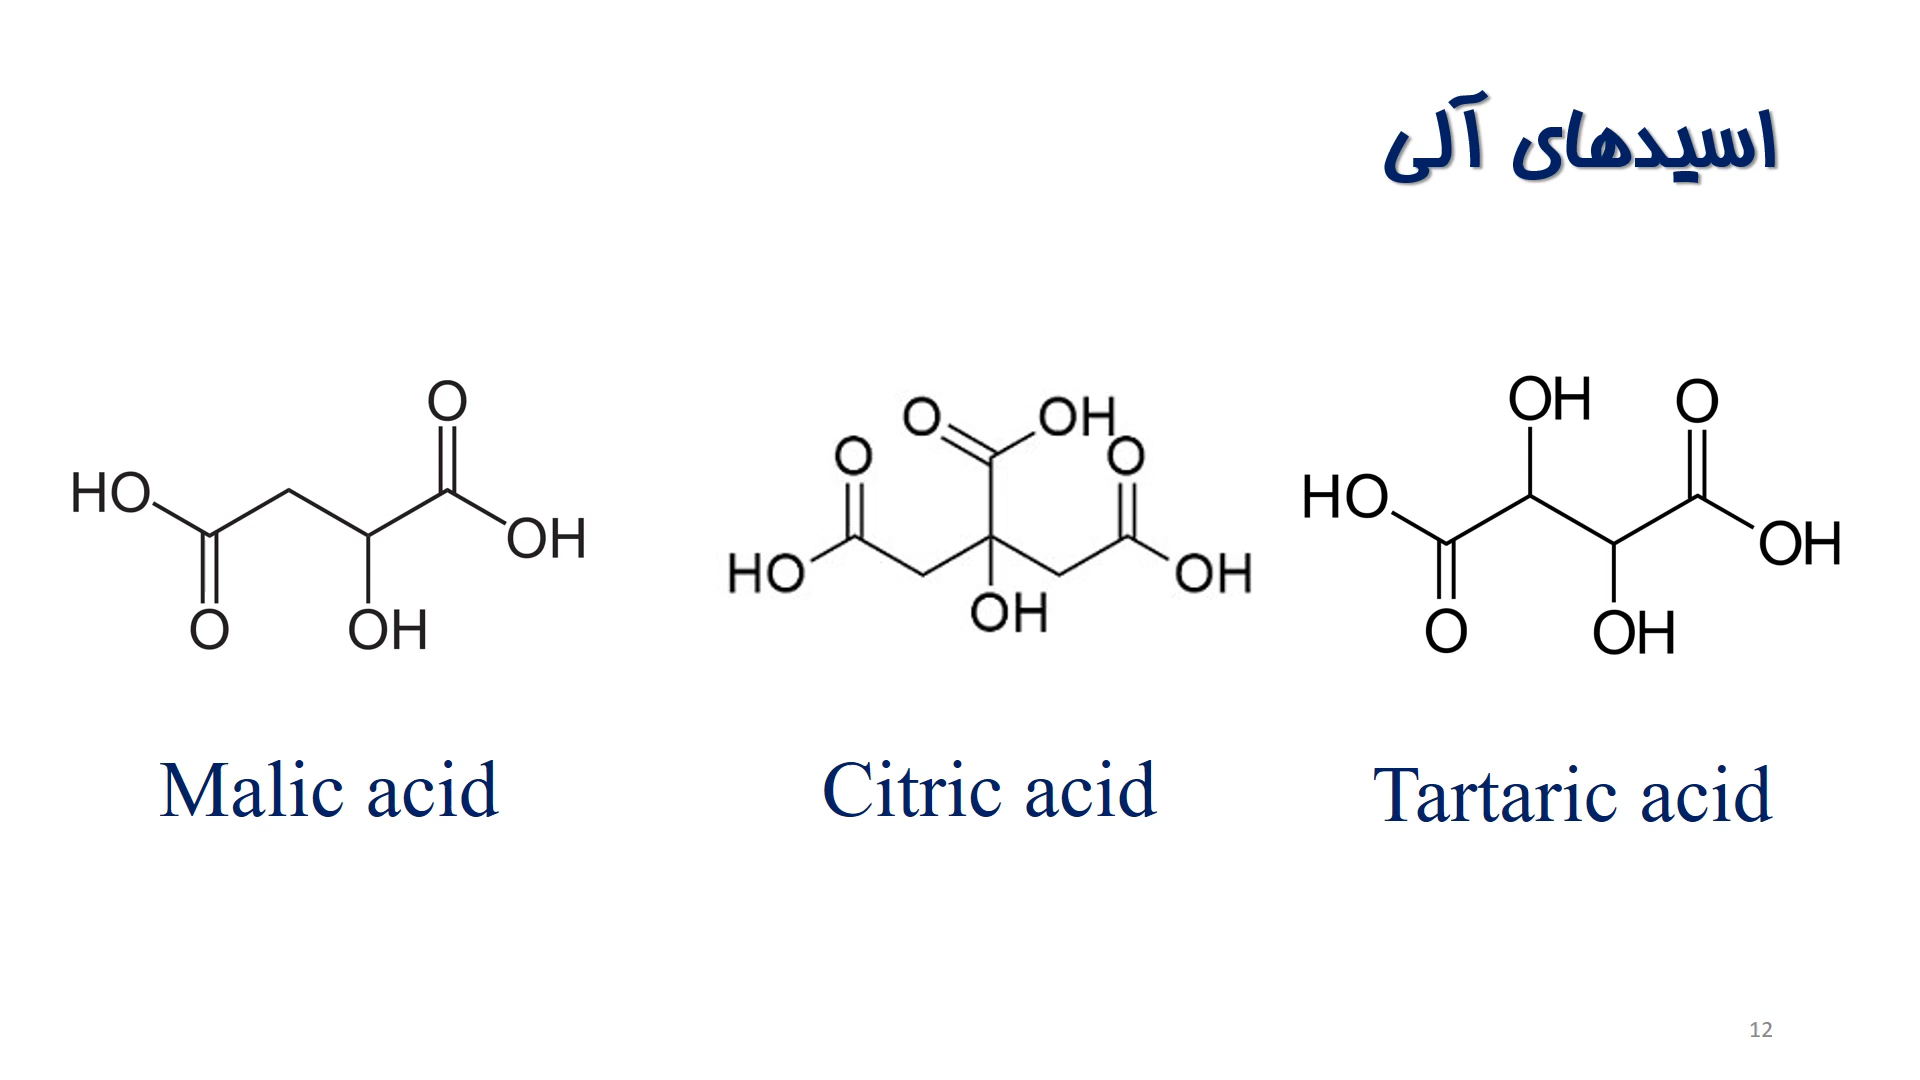 اسیدهای آلی
O
HO
OH
O
OH
O
OH
O
O
HO
OH
OH
OH
O
HO
OH
O
OH
Malic acid
Citric acid
Tartaric acid
12